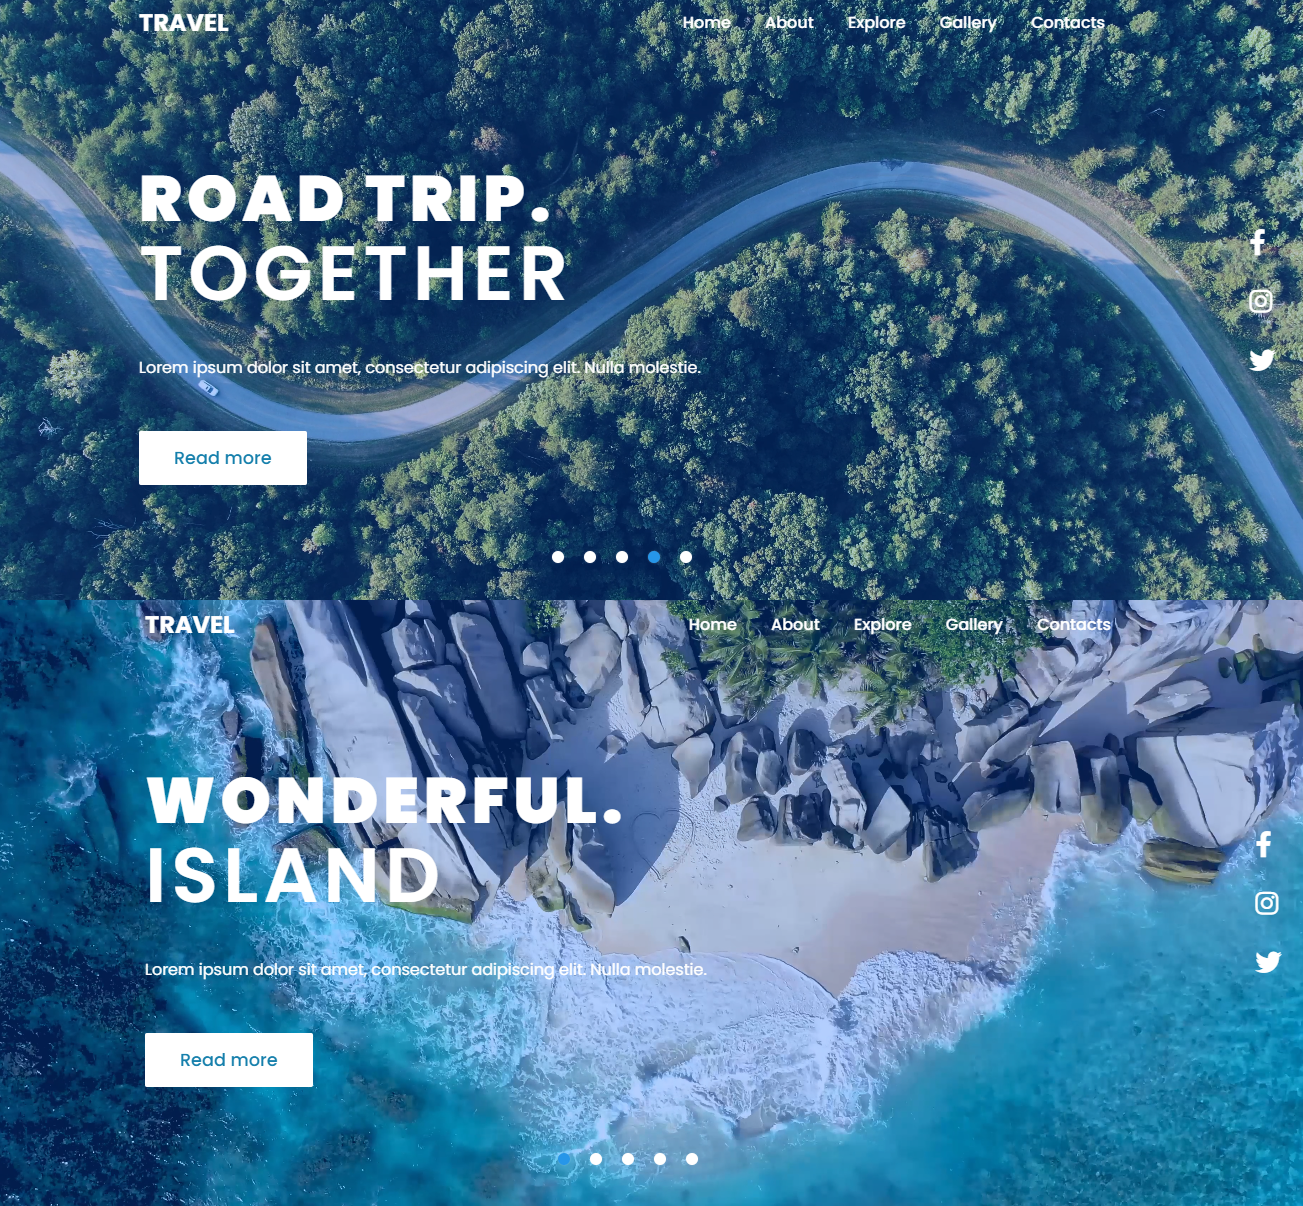 TRAVEL Home About Explore Gallery Contacts
ROAD TRIP.
TOGETHER
Lorem ipsum dolor sit amet, consectetur adipiscing elit. Nulla molestie.
Read more
TRAVEL Home About Explore Gallery Contacts
WONDERFUL.
ISLAND
Lorem ipsum dolor sit amet, consectetur adipiscing elit. Nulla molestie.
Read more